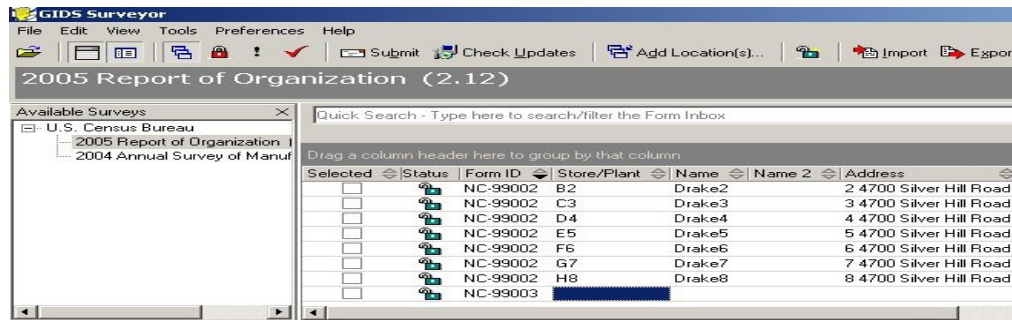 GIDS Surveyor
File Edit View Tools Preferences Help
! Submit Check Updates Add Location(s)... Import Expor
2005 Report of Organization (2.12)
Available Surveys
U.S. Census Bureau
2005 Report of Organization
2004 Annual Survey of Manuf
Quick Search - Type here to search/filter the Form Inbox
Drag a column header here to group by that column
Selected Status Form ID Store/Plant Name Name 2 Address
NC-99002 B2 Drake2 2 4700 Silver Hill Road
NC-99002 C3 Drake3 3 4700 Silver Hill Road
NC-99002 D4 Drake4 4 4700 Silver Hill Road
NC-99002 E5 Drake5 5 4700 Silver Hill Road
NC-99002 F6 Drake6 6 4700 Silver Hill Road
NC-99002 G7 Drake7 7 4700 Silver Hill Road
NC-99002 H8 Drake8 8 4700 Silver Hill Road
NC-99003